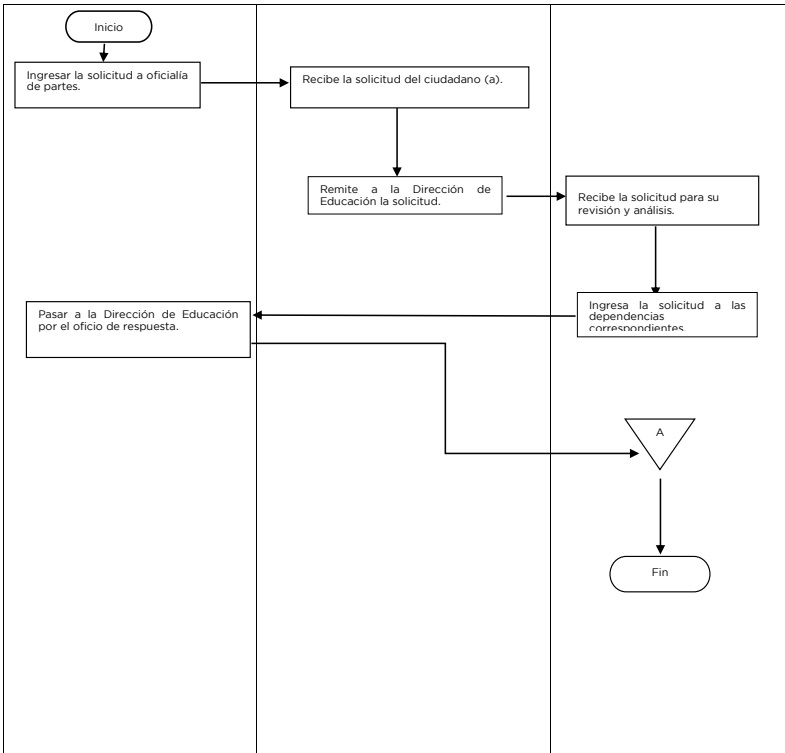 Inicio
Ingresar la solicitud a oficialía
de partes.
Recibe la solicitud del ciudadano (a).
Remite a la Dirección de
Educación la solicitud.
Recibe la solicitud para su
revisión y análisis.
Ingresa la solicitud a las
dependencias
correspondientes.
Pasar a la Dirección de Educación
por el oficio de respuesta.
A
Fin